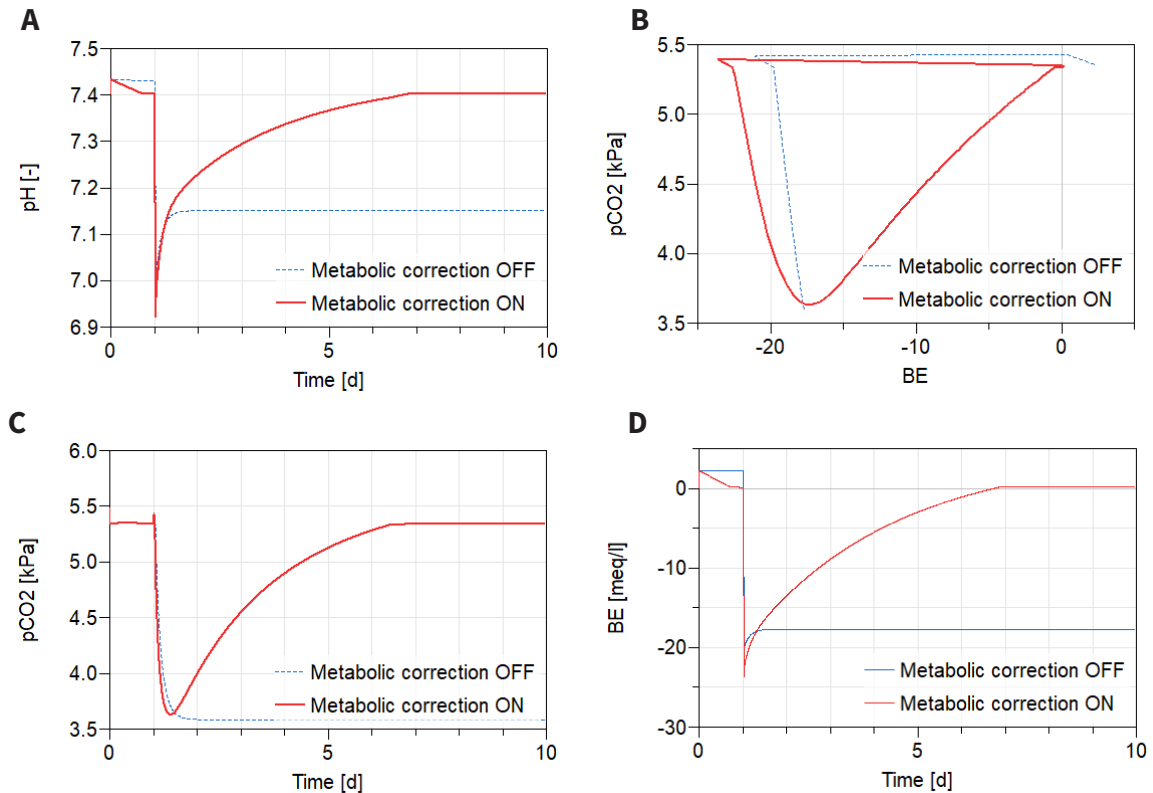 A
7.5
7.4
7.3
7.2
7.1
7.0
6.9
pH [-]
Metabolic correction OFF
Metabolic correction ON
0
5
10
Time [d]
B
5.5
5.0
4.5
4.0
3.5
pCO2 [kPa]
Metabolic correction OFF
Metabolic correction ON
-20
-10
0
BE
C
6.0
5.5
5.0
4.5
4.0
3.5
pCO2 [kPa]
Metabolic correction OFF
Metabolic correction ON
0
5
10
Time [d]
D
0
-10
-20
-30
BE [meq/l]
Metabolic correction OFF
Metabolic correction ON
0
5
10
Time [d]